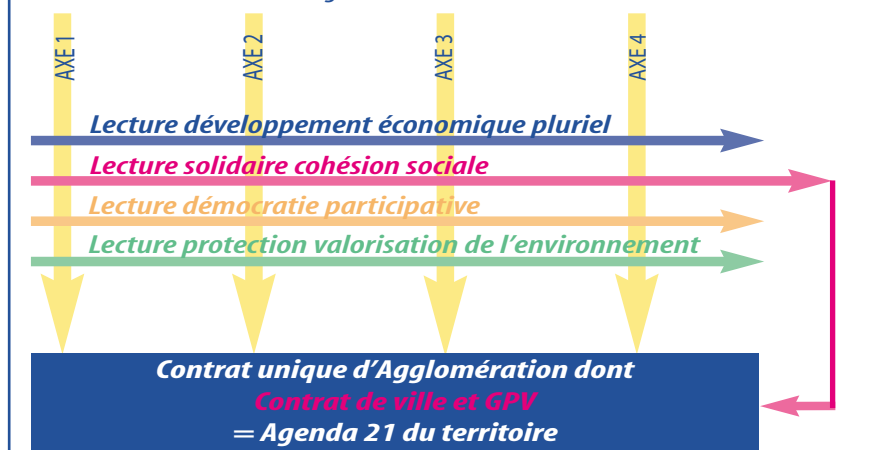 AXE 1
AXE 2
AXE 3
AXE 4
Lecture développement économique pluriel
Lecture solidaire cohésion sociale
Lecture démocratie participative
Lecture protection valorisation de l'environnement
Contrat unique d'Agglomération dont
Contrat de ville et GPV
= Agenda 21 du territoire